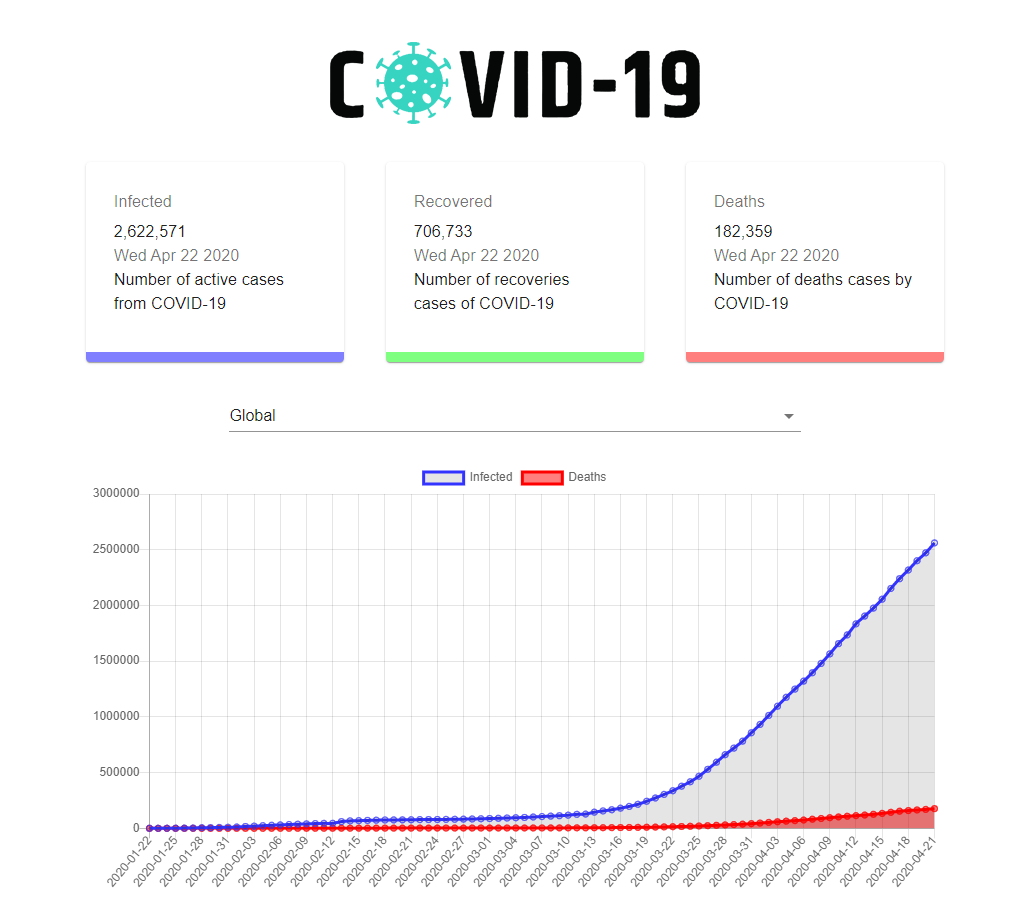 COVID-19
Infected
2,622,571
Wed Apr 22 2020
Number of active cases
from COVID-19
Recovered
706,733
Wed Apr 22 2020
Number of recoveries
cases of COVID-19
Deaths
182,359
Wed Apr 22 2020
Number of deaths cases by
COVID-19
Global
Infected Deaths
3000000
2500000
2000000
1500000
1000000
500000
0
2020-01-22
2020-01-25
2020-01-28
2020-01-31
2020-02-03
2020-02-06
2020-02-09
2020-02-12
2020-02-15
2020-02-18
2020-02-21
2020-02-24
2020-02-27
2020-03-01
2020-03-04
2020-03-07
2020-03-10
2020-03-13
2020-03-16
2020-03-19
2020-03-22
2020-03-25
2020-03-28
2020-03-31
2020-04-03
2020-04-06
2020-04-09
2020-04-12
2020-04-15
2020-04-18
2020-04-21